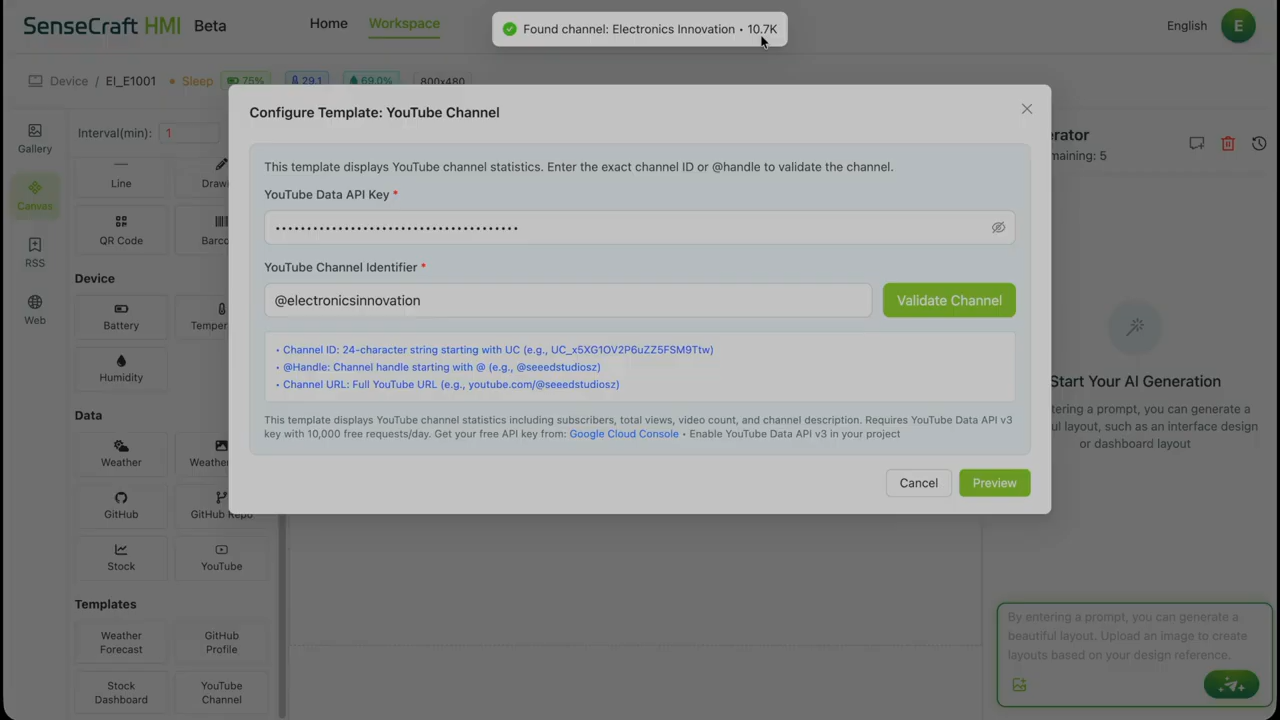 SenseCraft HMI Beta
Home
Workspace
Found channel: Electronics Innovation • 10.7K
English
E
Device / EI_E1001 • Sleep 75% 29.1 69.0% 800x480
Gallery
Canvas
RSS
Web
Interval(min): 1
Line
QR Code
Device
Battery
Humidity
Data
Weather
GitHub
GitHub Repo
Stock
YouTube
Templates
Weather
Forecast
GitHub
Profile
Stock
Dashboard
YouTube
Channel
Configure Template: YouTube Channel
This template displays YouTube channel statistics. Enter the exact channel ID or @handle to validate the channel.
YouTube Data API Key *
YouTube Channel Identifier *
@electronicsinnovation
Validate Channel
• Channel ID: 24-character string starting with UC (e.g., UC_x5XG1OV2P6uZZ5FSM9Ttw)
• @Handle: Channel handle starting with @ (e.g., @seeedstudiosz)
• Channel URL: Full YouTube URL (e.g., youtube.com/@seeedstudiosz)
This template displays YouTube channel statistics including subscribers, total views, video count, and channel description. Requires YouTube Data API v3
key with 10,000 free requests/day. Get your free API key from: Google Cloud Console • Enable YouTube Data API v3 in your project
Cancel
Preview
maining: 5
Start Your AI Generation
tering a prompt, you can generate a
ful layout, such as an interface design
or dashboard layout
By entering a prompt, you can generate a
beautiful layout. Upload an image to create
layouts based on your design reference.